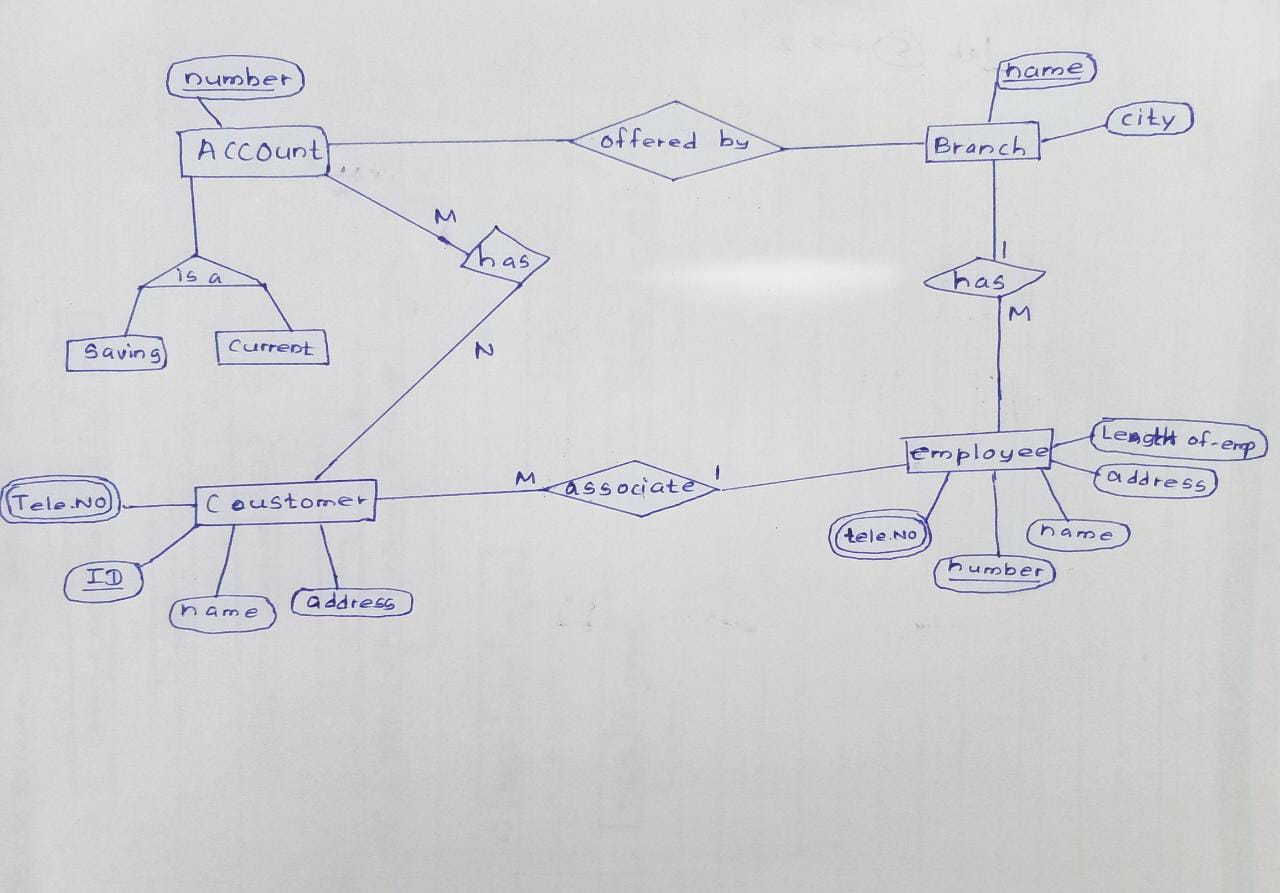 number
name
city
Account
offered by
Branch
M
has
is a
1
has
M
Saving
Current
N
Length of-emp
employee
address
Tele.No
Coustomer
M
associate
1
tele.No
name
ID
number
name
address